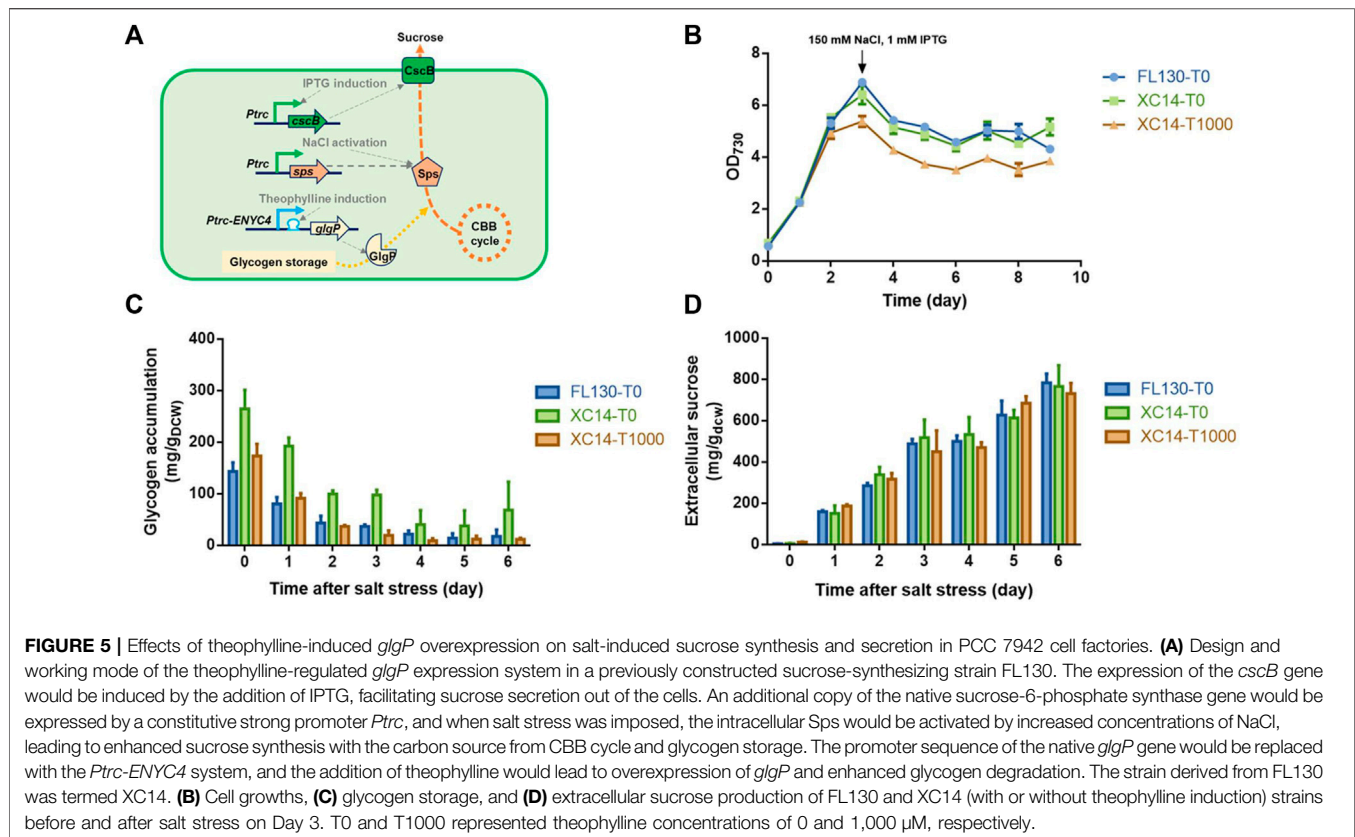 A
Sucrose
CscB
IPTG induction
Ptrc
cscB
NaCl activation
Ptrc
sps
Sps
Theophylline induction
Ptrc-ENYC4
glgP
GlgP
CBB
cycle
Glycogen storage
B
150 mM NaCl, 1 mM IPTG
8
6
4
2
0
OD730
0 2 4 6 8 10
Time (day)
FL130-T0
XC14-T0
XC14-T1000
C
400
300
200
100
0
Glycogen accumulation
(mg/gDCW)
0 1 2 3 4 5 6
Time after salt stress (day)
FL130-T0
XC14-T0
XC14-T1000
D
1000
800
600
400
200
0
Extracellular sucrose
(mg/gdcw)
0 1 2 3 4 5 6
Time after salt stress (day)
FL130-T0
XC14-T0
XC14-T1000
FIGURE 5 | Effects of theophylline-induced glgP overexpression on salt-induced sucrose synthesis and secretion in PCC 7942 cell factories. (A) Design and
working mode of the theophylline-regulated glgP expression system in a previously constructed sucrose-synthesizing strain FL130. The expression of the cscB gene
would be induced by the addition of IPTG, facilitating sucrose secretion out of the cells. An additional copy of the native sucrose-6-phosphate synthase gene would be
expressed by a constitutive strong promoter Ptrc, and when salt stress was imposed, the intracellular Sps would be activated by increased concentrations of NaCl,
leading to enhanced sucrose synthesis with the carbon source from CBB cycle and glycogen storage. The promoter sequence of the native glgP gene would be replaced
with the Ptrc-ENYC4 system, and the addition of theophylline would lead to overexpression of glgP and enhanced glycogen degradation. The strain derived from FL130
was termed XC14. (B) Cell growths, (C) glycogen storage, and (D) extracellular sucrose production of FL130 and XC14 (with or without theophylline induction) strains
before and after salt stress on Day 3. T0 and T1000 represented theophylline concentrations of 0 and 1,000 µM, respectively.